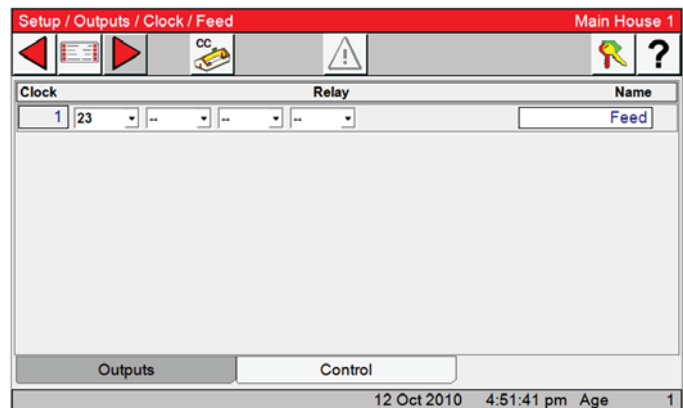 Setup / Outputs / Clock / Feed Main House 1
CC ?
Clock Relay Name
1 23 -- -- -- Feed
Outputs Control
12 Oct 2010 4:51:41 pm Age 1